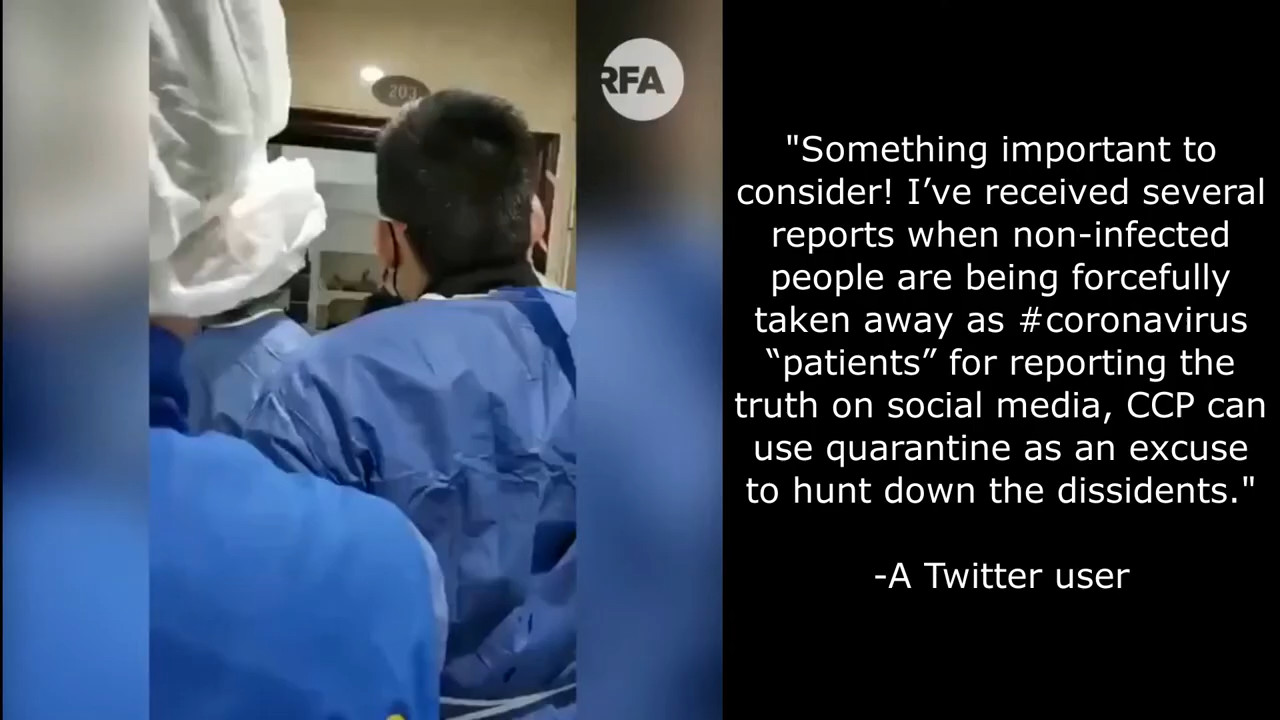 203
RFA
"Something important to
consider! I’ve received several
reports when non-infected
people are being forcefully
taken away as #coronavirus
“patients” for reporting the
truth on social media, CCP can
use quarantine as an excuse
to hunt down the dissidents."
-A Twitter user